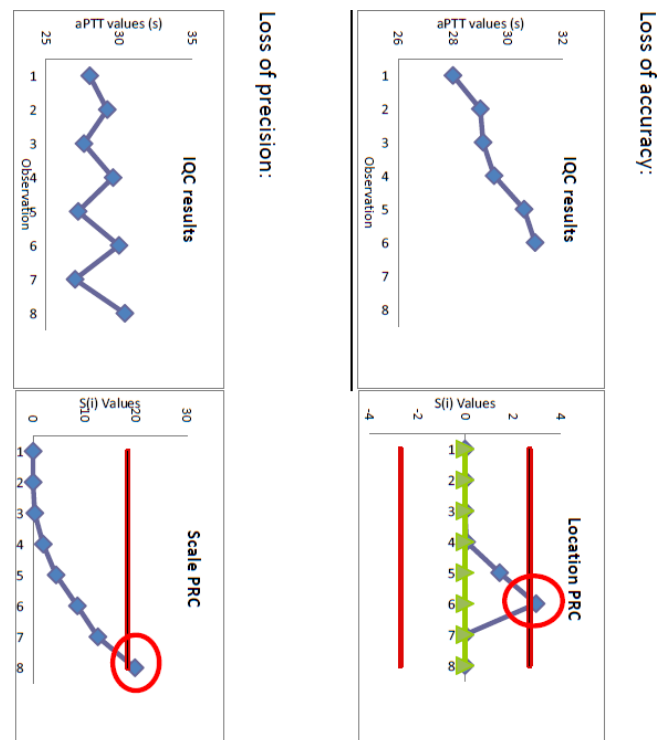 Loss of accuracy:
IQC results
aPTT values (s)
26 28 30 32
1 2 3 4 5 6 7 8
Observation
Location PRC
S(i) Values
-4 -2 0 2 4
1 2 3 4 5 6 7 8
Loss of precision:
IQC results
aPTT values (s)
25 30 35
1 2 3 4 5 6 7 8
Observation
Scale PRC
S(i) Values
0 10 20 30
1 2 3 4 5 6 7 8